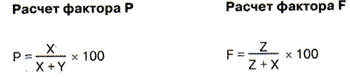 Расчет фактора P
P = X / X + Y × 100
Расчет фактора F
F = Z / Z + X × 100